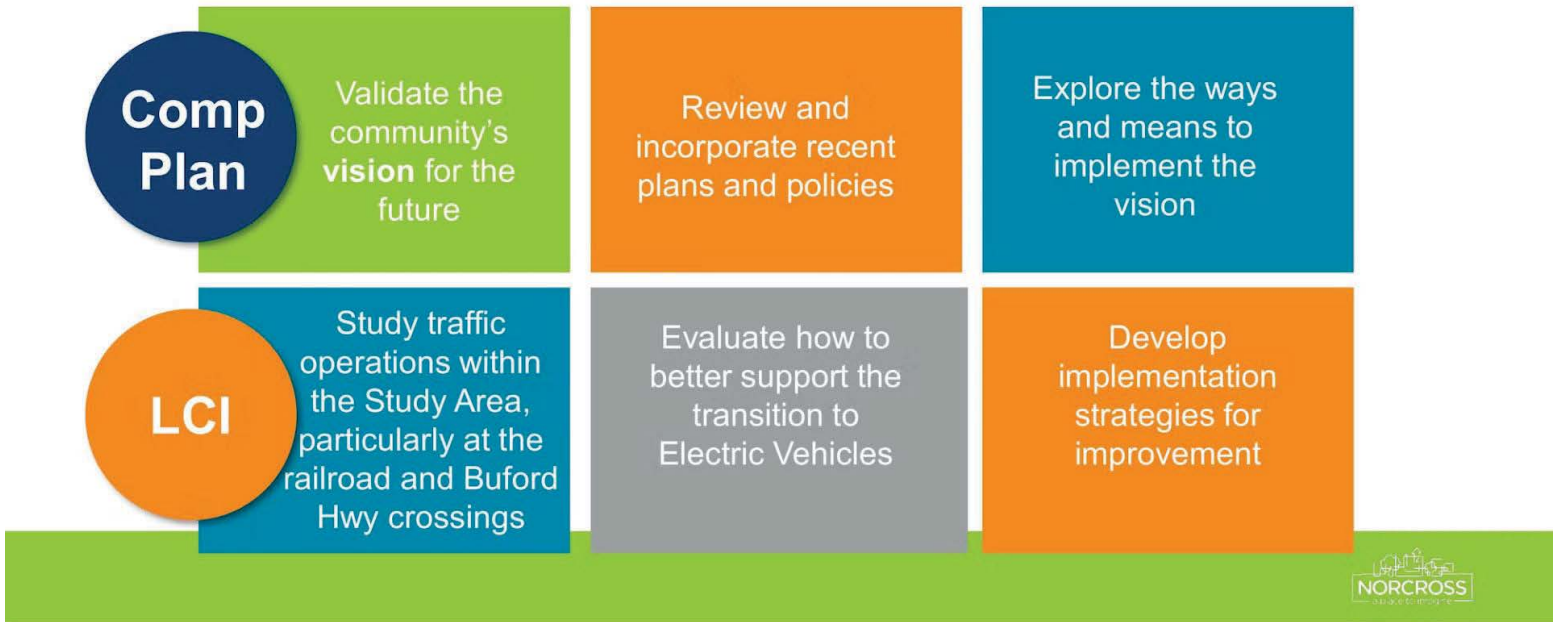 Comp
Plan
Validate the
community's
vision for the
future
Review and
incorporate recent
plans and policies
Explore the ways
and means to
implement the
vision
LCI
Study traffic
operations within
the Study Area,
particularly at the
railroad and Buford
Hwy crossings
Evaluate how to
better support the
transition to
Electric Vehicles
Develop
implementation
strategies for
improvement
NORCROSS
a place to imagine